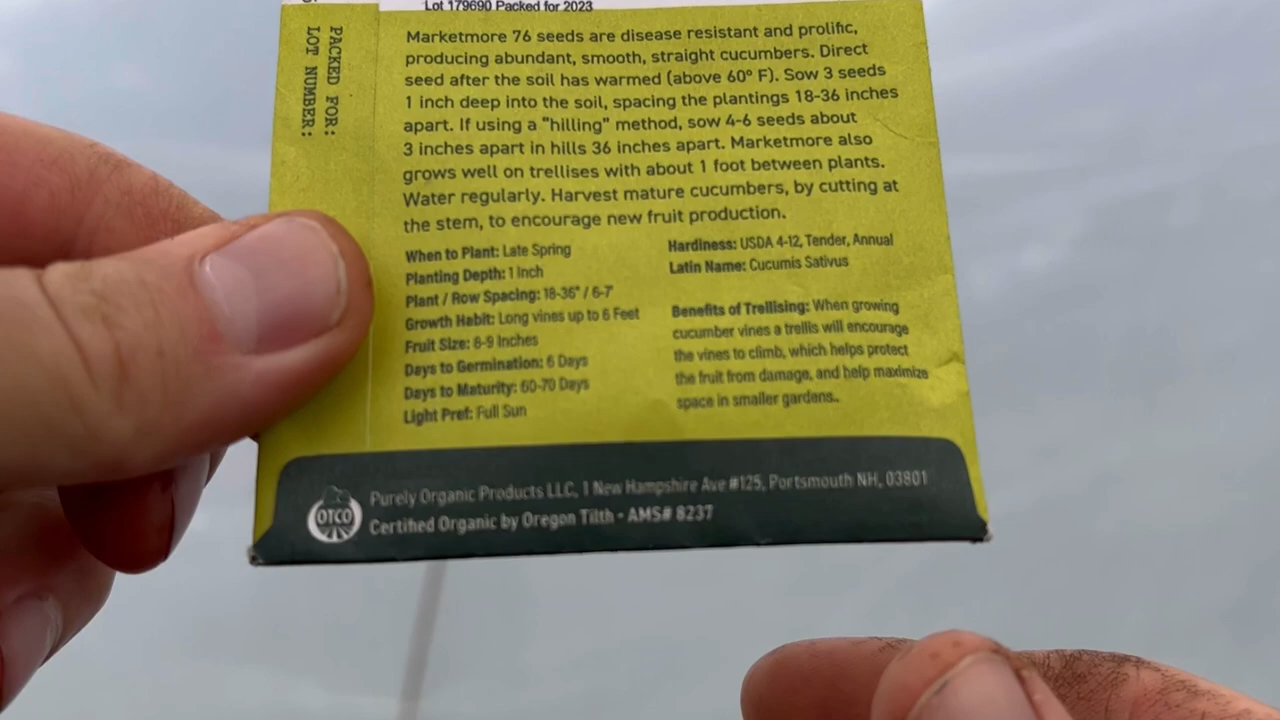 Lot 179690 Packed for 2023
PACKED FOR:
LOT NUMBER:
Marketmore 76 seeds are disease resistant and prolific,
producing abundant, smooth, straight cucumbers. Direct
seed after the soil has warmed (above 60° F). Sow 3 seeds
1 inch deep into the soil, spacing the plantings 18-36 inches
apart. If using a "hilling" method, sow 4-6 seeds about
3 inches apart in hills 36 inches apart. Marketmore also
grows well on trellises with about 1 foot between plants.
Water regularly. Harvest mature cucumbers, by cutting at
the stem, to encourage new fruit production.
When to Plant: Late Spring
Planting Depth: 1 Inch
Plant / Row Spacing: 18-36" / 6-7'
Growth Habit: Long vines up to 6 Feet
Fruit Size: 8-9 Inches
Days to Germination: 6 Days
Days to Maturity: 60-70 Days
Light Pref: Full Sun
Hardiness: USDA 4-12, Tender, Annual
Latin Name: Cucumis Sativus
Benefits of Trellising: When growing
cucumber vines a trellis will encourage
the vines to climb, which helps protect
the fruit from damage, and help maximize
space in smaller gardens..
OTCO
Purely Organic Products LLC, 1 New Hampshire Ave #125, Portsmouth NH, 03801
Certified Organic by Oregon Tilth - AMS# 8237